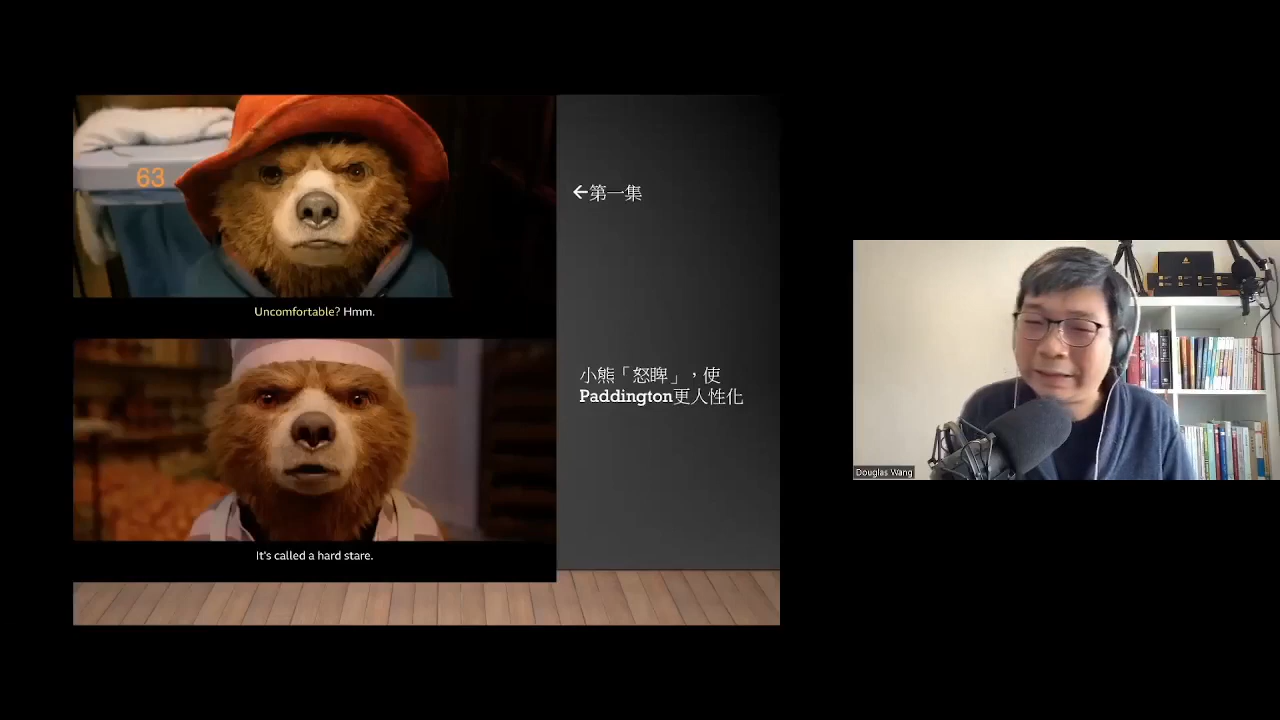 63
←第一集
Uncomfortable? Hmm.
小熊「怒睥」，使
Paddington更人性化
It's called a hard stare.
Douglas Wang